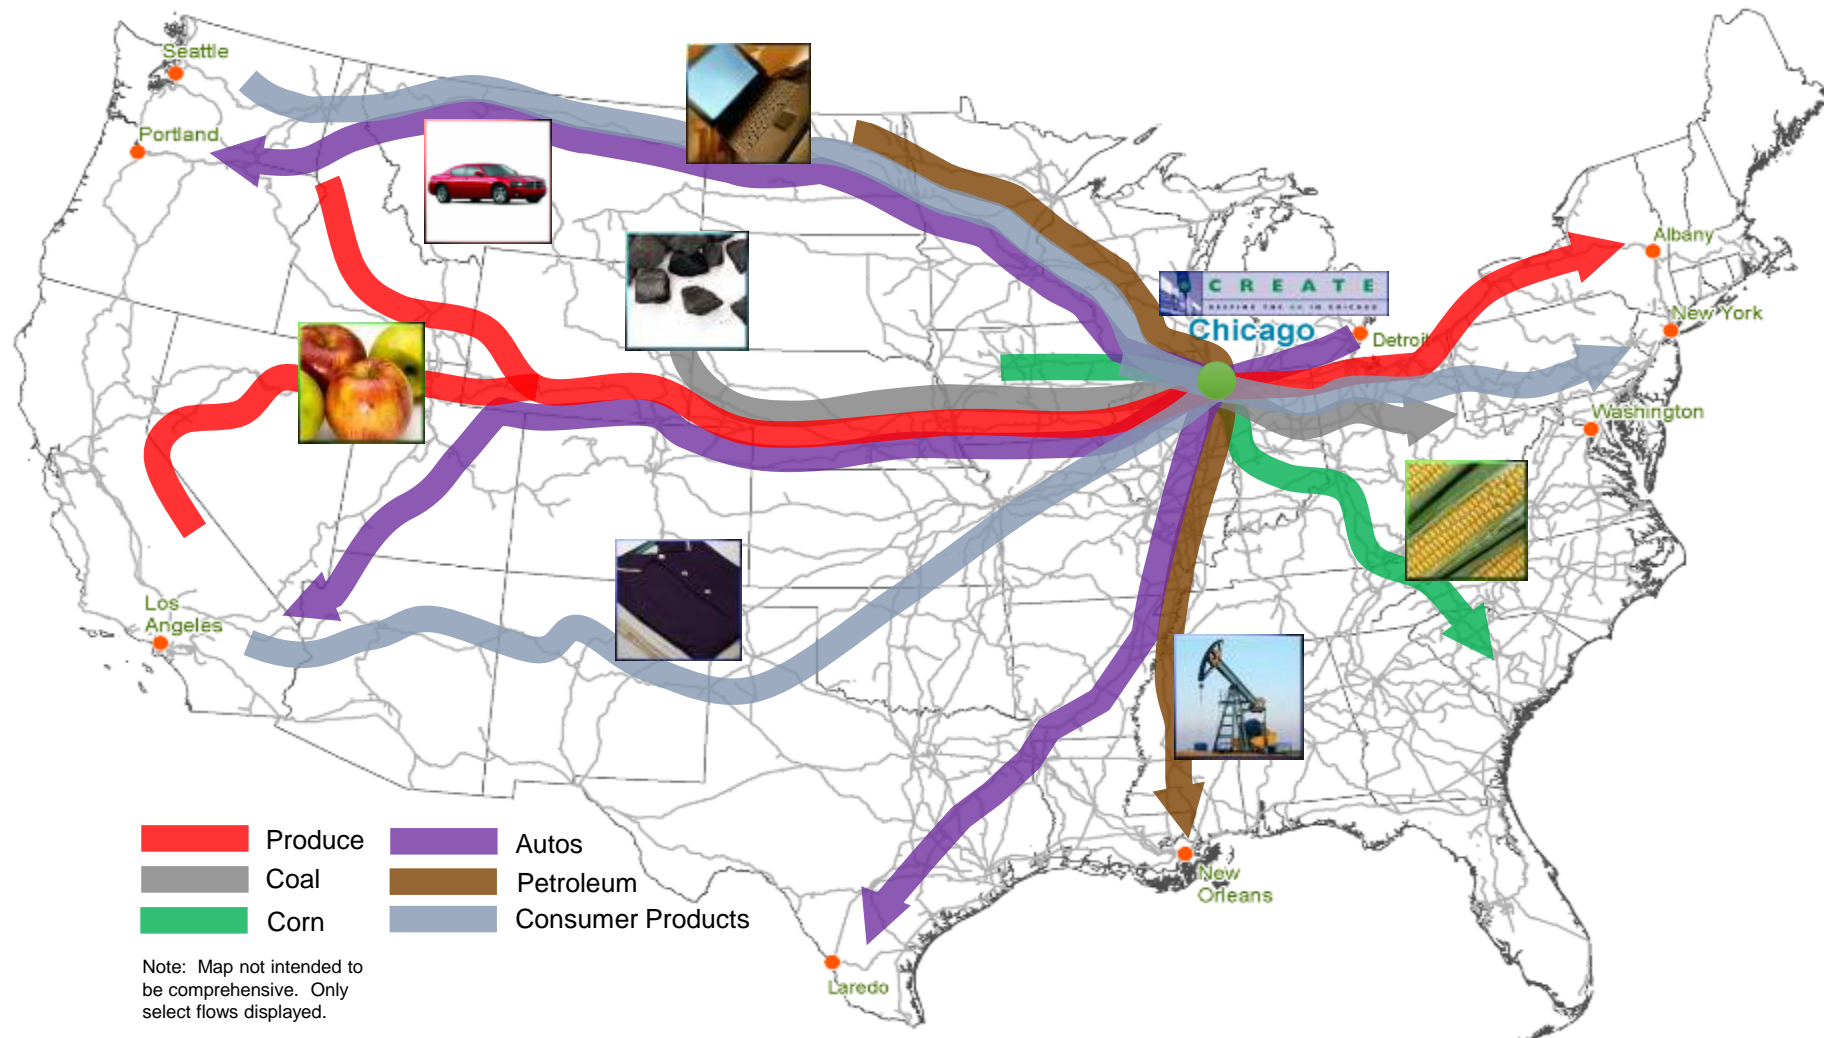 Seattle
Portland
CREATE
Chicago
Detroit
Albany
New York
Washington
Los
Angeles
New
Orleans
Laredo
Produce
Coal
Corn
Autos
Petroleum
Consumer Products
Note: Map not intended to
be comprehensive. Only
select flows displayed.